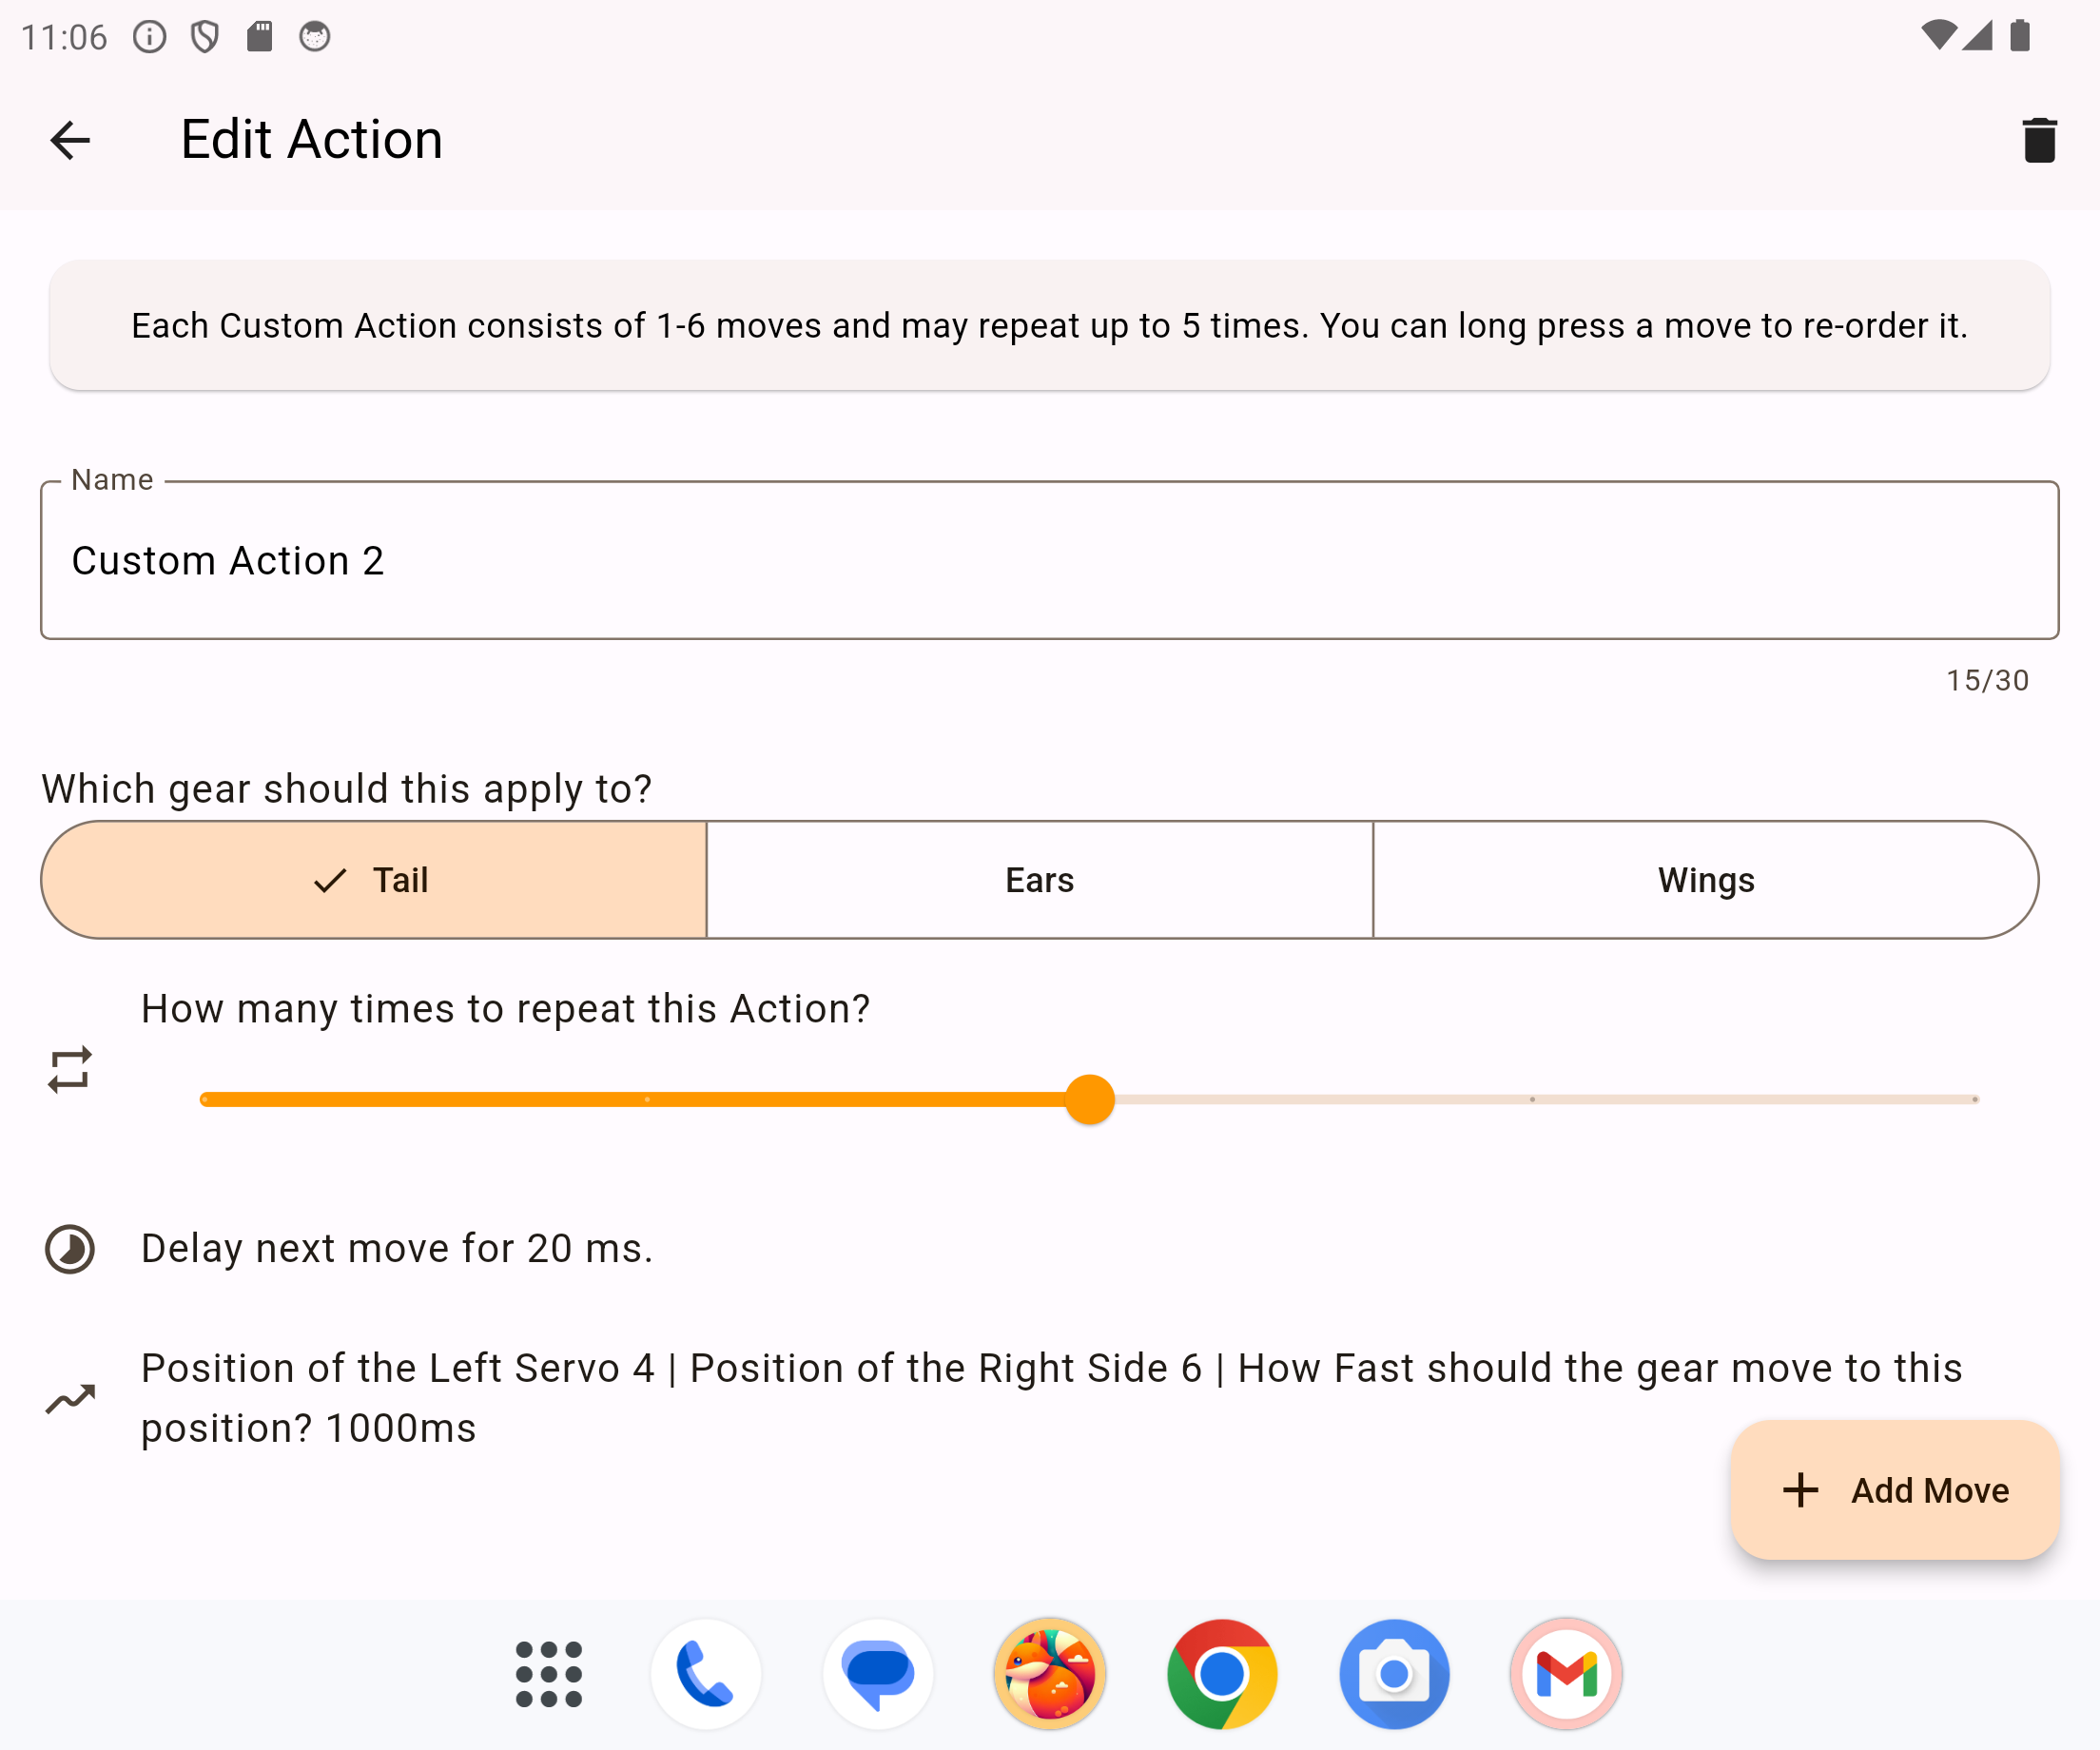 11:06
Edit Action
Each Custom Action consists of 1-6 moves and may repeat up to 5 times. You can long press a move to re-order it.
Name
Custom Action 2
15/30
Which gear should this apply to?
Tail
Ears
Wings
How many times to repeat this Action?
Delay next move for 20 ms.
Position of the Left Servo 4 | Position of the Right Side 6 | How Fast should the gear move to this
position? 1000ms
Add Move